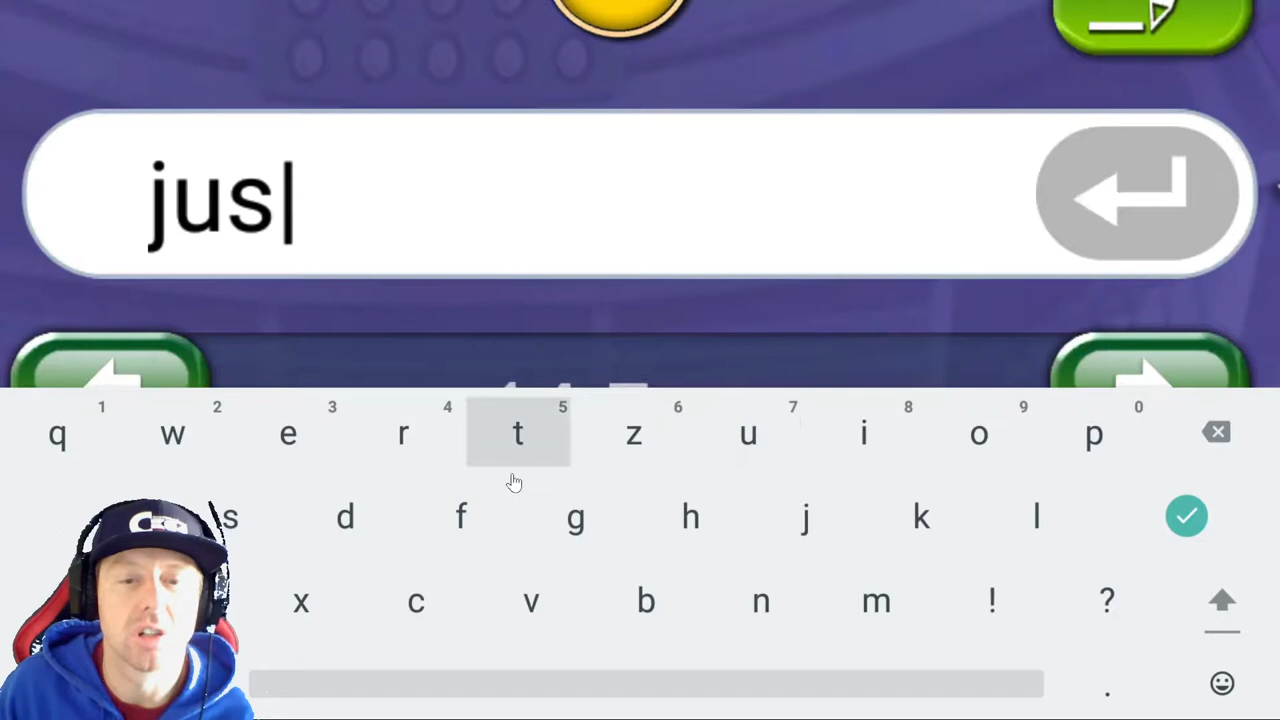 jus
1 2 3 4 5 6 7 8 9 0
q w e r t z u i o p
s d f g h j k l
x c v b n m ! ?
.